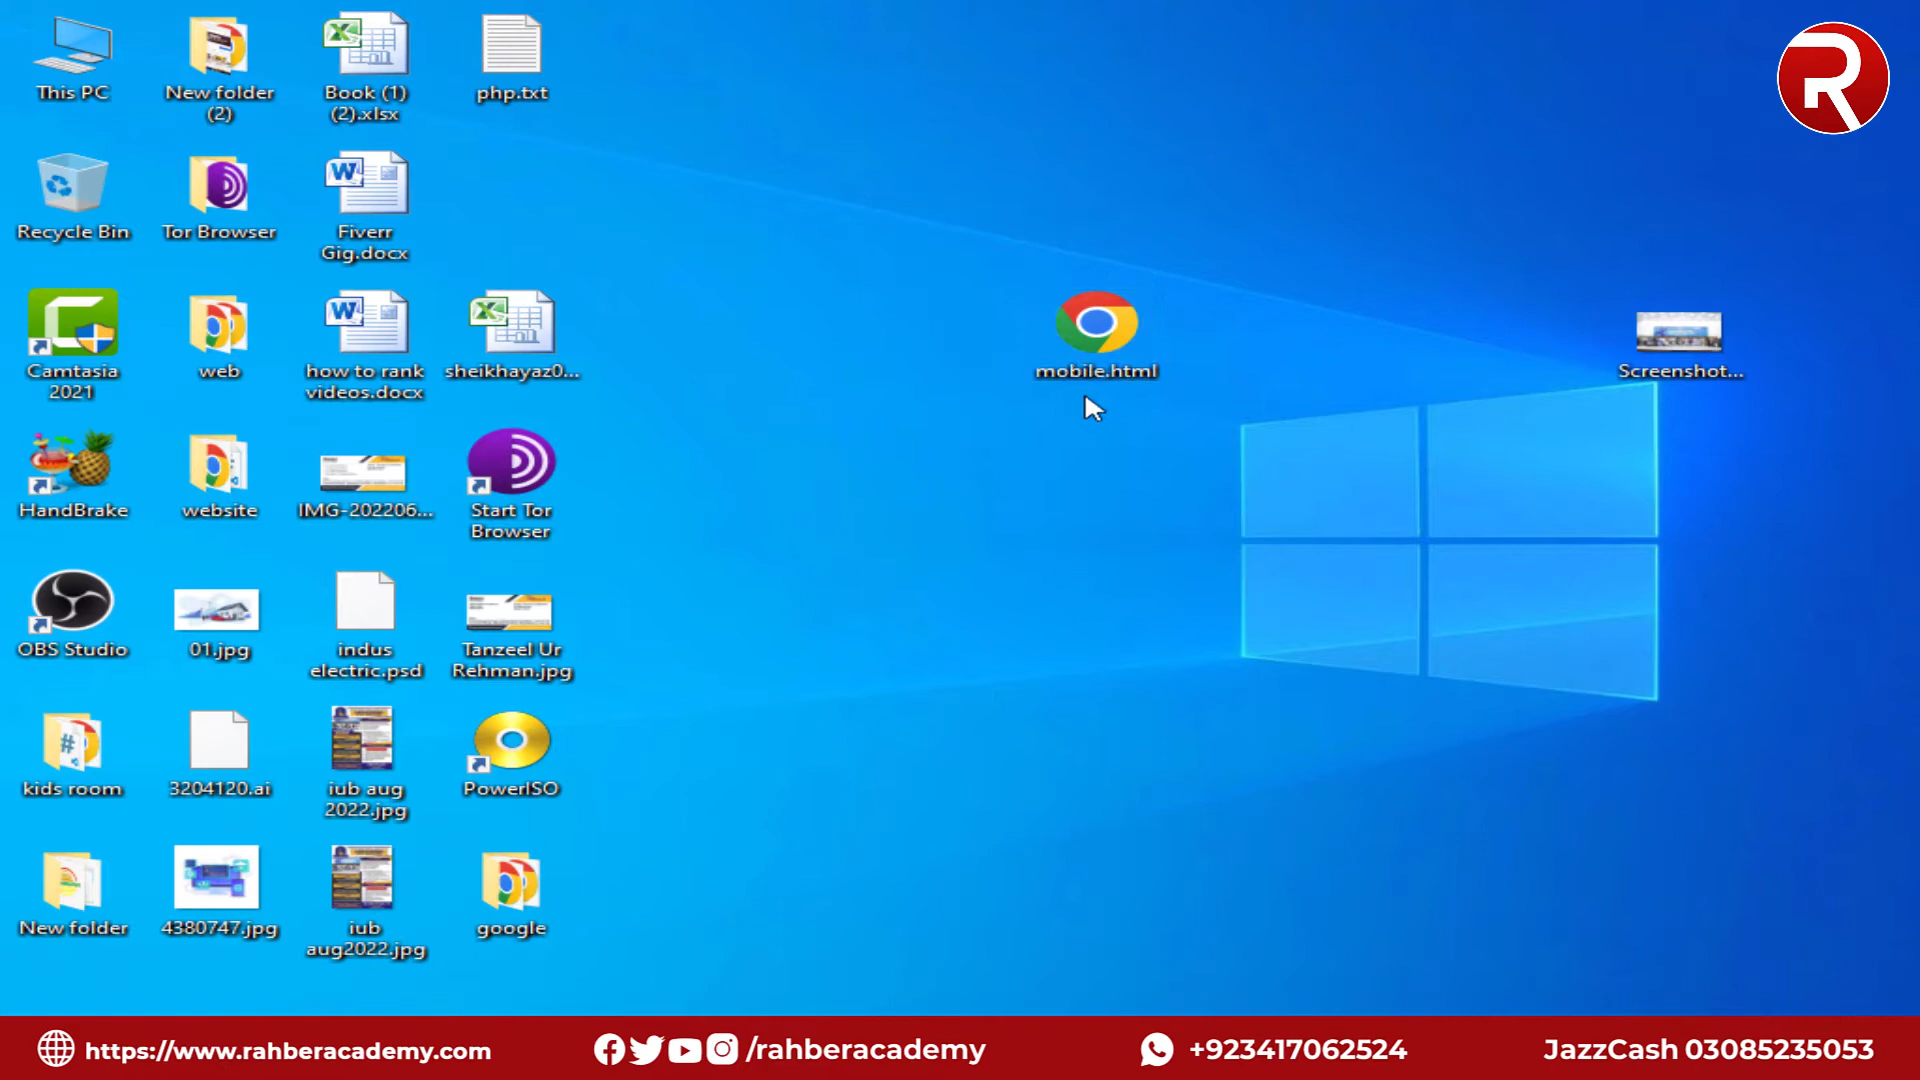 This PC
New folder
(2)
Book (1)
(2).xlsx
php.txt
Recycle Bin
Tor Browser
Fiverr
Gig.docx
Camtasia
2021
web
how to rank
videos.docx
sheikhayaz0...
mobile.html
Screenshot...
HandBrake
website
IMG-202206...
Start Tor
Browser
OBS Studio
01.jpg
indus
electric.psd
Tanzeel Ur
Rehman.jpg
kids room
3204120.ai
iub aug
2022.jpg
PowerISO
New folder
4380747.jpg
iub
aug2022.jpg
google
R
https://www.rahberacademy.com
/rahberacademy
+923417062524
JazzCash 03085235053